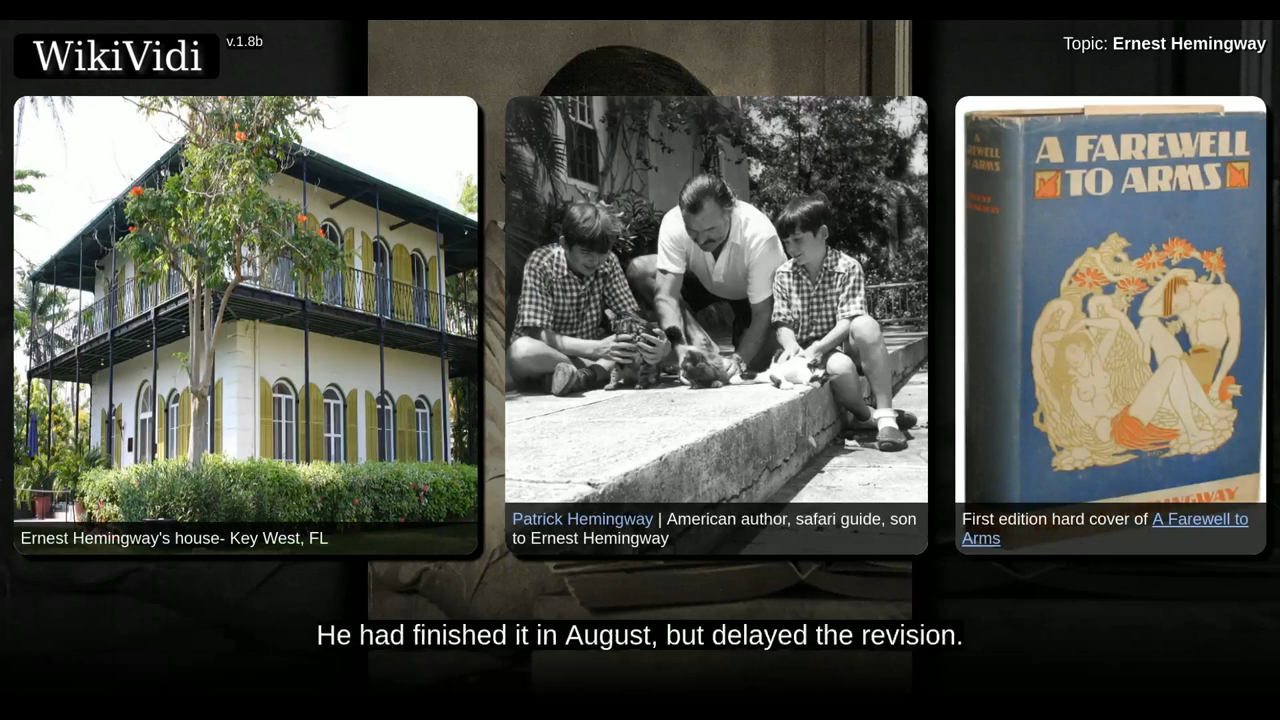 WikiVidi
v.1.8b
Topic: Ernest Hemingway
A FAREWELL
TO ARMS
Ernest Hemingway's house- Key West, FL
Patrick Hemingway | American author, safari guide, son
to Ernest Hemingway
First edition hard cover of A Farewell to
Arms
He had finished it in August, but delayed the revision.